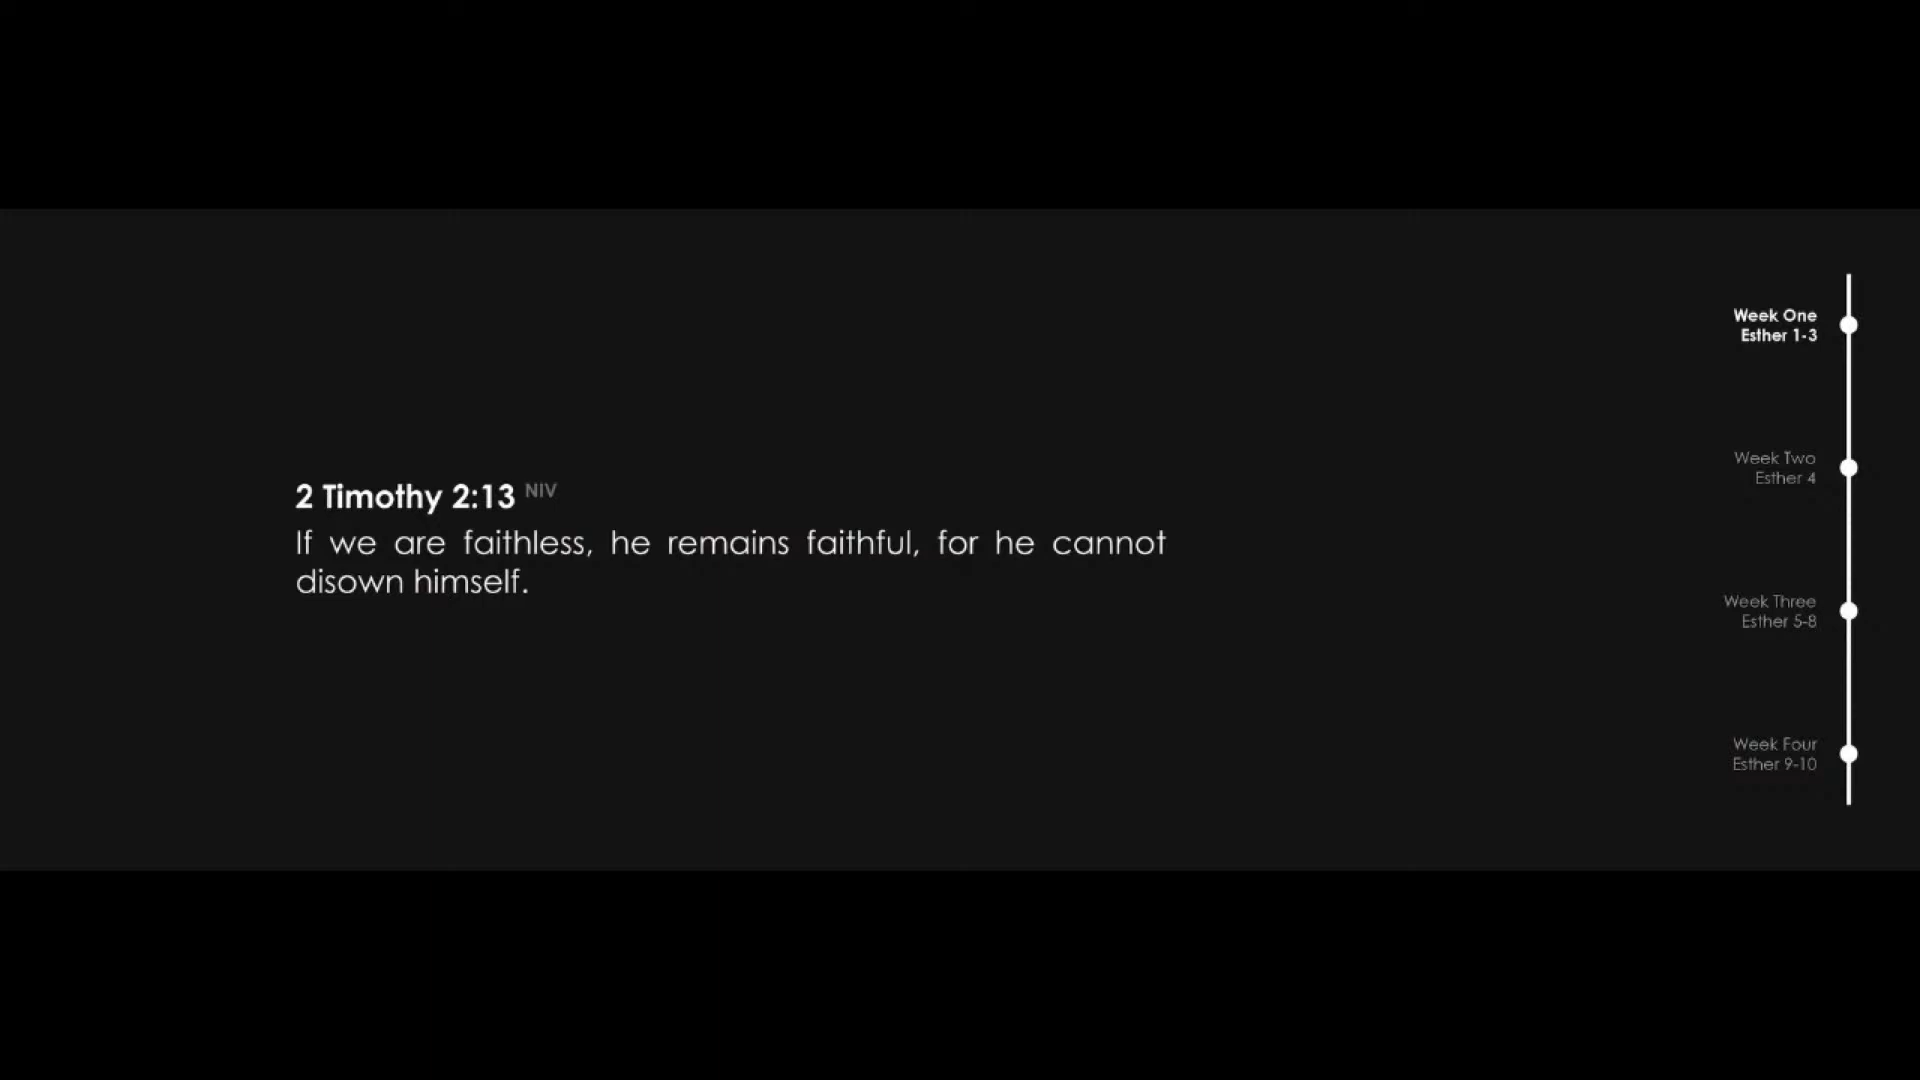 2 Timothy 2:13 NIV
If we are faithless, he remains faithful, for he cannot
disown himself.
Week One
Esther 1-3
Week Two
Esther 4
Week Three
Esther 5-8
Week Four
Esther 9-10